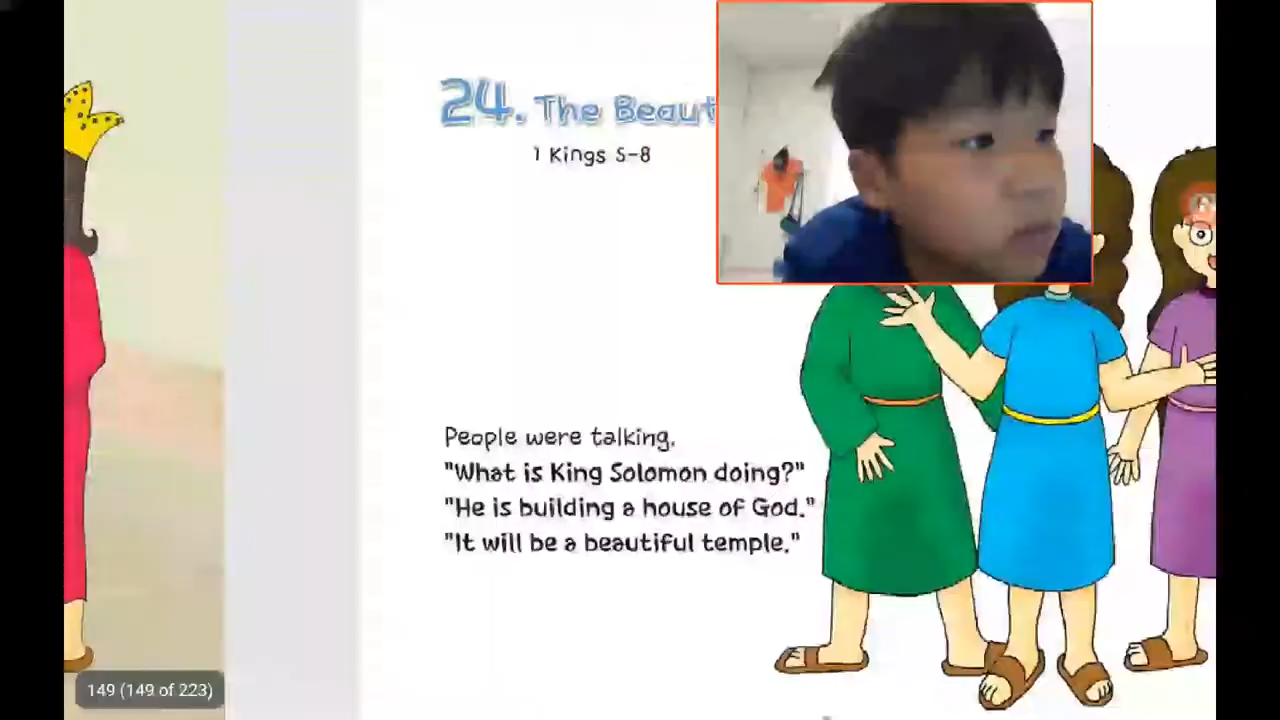 24. The Beaut
1 Kings 5-8
People were talking.
"What is King Solomon doing?"
"He is building a house of God."
"It will be a beautiful temple."
149 (149 of 223)